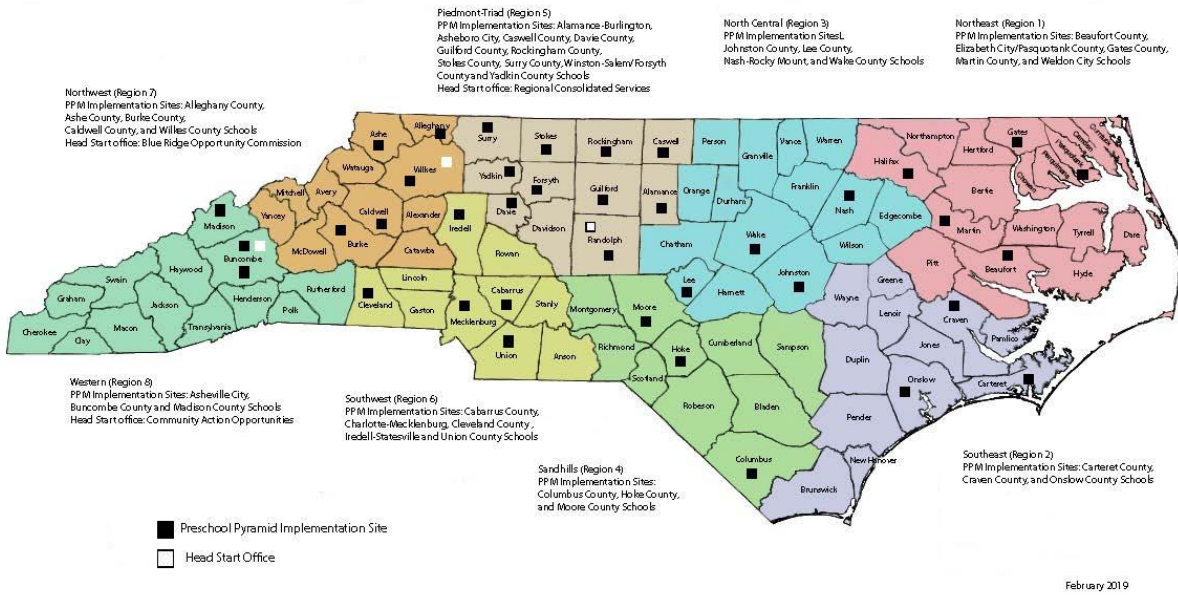 Piedmont-Triad (Region 5)
PPM Implementation Sites: Alamance-Burlington,
Asheboro City, Caswell County, Davie County,
Guilford County, Rockingham County,
Stokes County, Surry County, Winston-Salem/Forsyth
County and Yadkin County Schools
Head Start office: Regional Consolidated Services
North Central (Region 3)
PPM Implementation SitesL
Johnston County, Lee County,
Nash-Rocky Mount, and Wake County Schools
Northeast (Region 1)
PPM Implementation Sites: Beaufort County,
Elizabeth City/Pasquotank County, Gates County,
Martin County, and Weldon City Schools
Northwest (Region 7)
PPM Implementation Sites: Alleghany County,
Ashe County, Burke County,
Caldwell County, and Wilkes County Schools
Head Start office: Blue Ridge Opportunity Commission
Ashe
Alleghany
Surry
Stokes
Rockingham
Caswell
Person
Vance
Warren
Granville
Northampton
Gates
Hertford
Halifax
Camden
Currituck
Pasquotank
Perquimans
Chowan
Bertie
Watauga
Wilkes
Yadkin
Forsyth
Guilford
Alamance
Orange
Durham
Franklin
Nash
Edgecombe
Mitchell
Avery
Caldwell
Alexander
Iredell
Davie
Davidson
Randolph
Chatham
Wake
Wilson
Martin
Washington
Tyrrell
Dare
Madison
Yancey
McDowell
Burke
Catawba
Rowan
Lee
Harnett
Johnston
Pitt
Beaufort
Hyde
Swain
Haywood
Buncombe
Rutherford
Lincoln
Cleveland
Gaston
Mecklenburg
Cabarrus
Stanly
Montgomery
Moore
Wayne
Greene
Lenoir
Craven
Pamlico
Graham
Jackson
Henderson
Polk
Cherokee
Clay
Macon
Transylvania
Union
Anson
Richmond
Hoke
Cumberland
Sampson
Duplin
Jones
Onslow
Carteret
Scotland
Robeson
Bladen
Pender
Columbus
New Hanover
Brunswick
Western (Region 8)
PPM Implementation Sites: Asheville City,
Buncombe County and Madison County Schools
Head Start office: Community Action Opportunities
Southwest (Region 6)
PPM Implementation Sites: Cabarrus County,
Charlotte-Mecklenburg, Cleveland County ,
Iredell-Statesville and Union County Schools
Sandhills (Region 4)
PPM Implementation Sites:
Columbus County, Hoke County,
and Moore County Schools
Southeast (Region 2)
PPM Implementation Sites: Carteret County,
Craven County, and Onslow County Schools
Preschool Pyramid Implementation Site
Head Start Office
February 2019